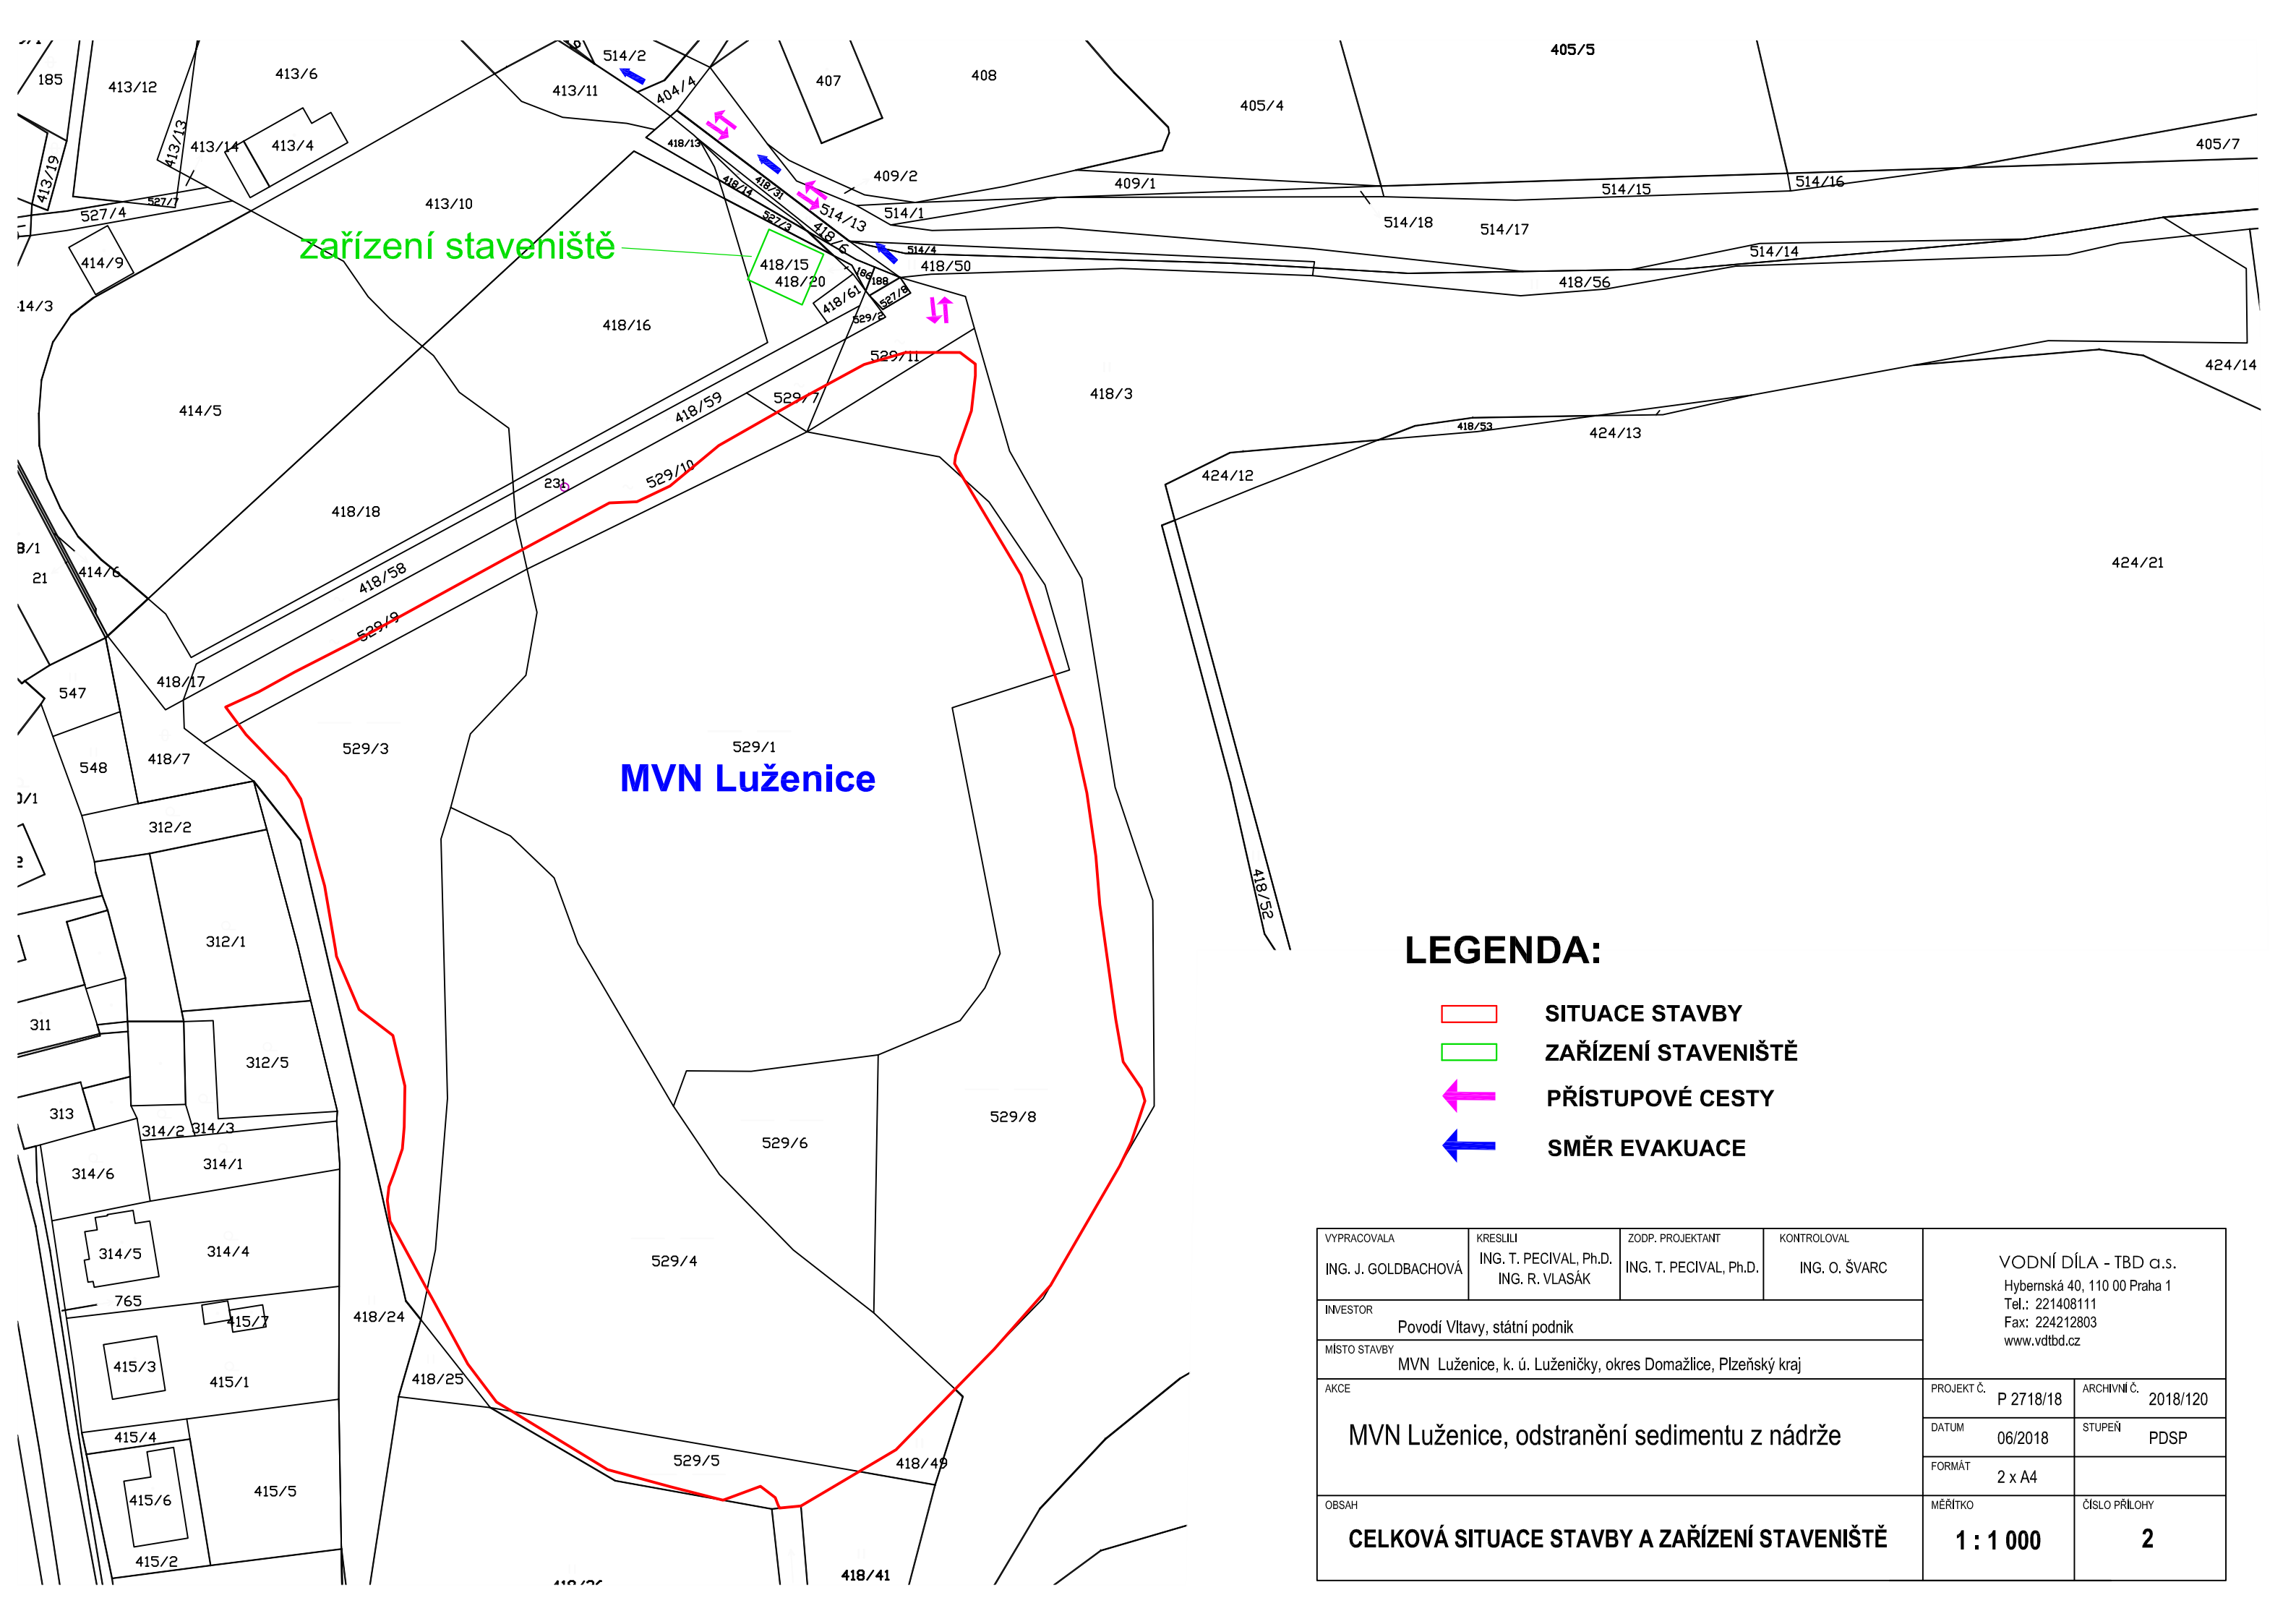 405/5
514/2
185
413/12
413/6
413/11
404/4
407
408
405/4
413/13
413/14
413/4
418/13
405/7
413/19
409/2
409/1
514/15
514/16
527/4
527/7
413/10
418/14
418/31
527/3
514/13
514/1
514/18
514/17
418/6
zařízení staveniště
514/4
514/14
414/9
418/15
418/20
186
188
418/50
418/56
418/61
527/8
529/2
418/16
529/11
424/14
414/5
529/7
418/59
418/3
418/53
424/13
529/10
424/12
231
418/18
21
414/6
418/58
424/21
529/9
418/17
547
529/3
529/1
418/7
548
MVN Luženice
312/2
418/52
312/1
311
312/5
313
314/2
314/3
529/8
529/6
314/1
314/6
314/5
314/4
529/4
765
415/7
418/24
415/3
415/1
418/25
415/4
529/5
418/49
415/6
415/5
415/2
418/41
LEGENDA:
SITUACE STAVBY
ZAŘÍZENÍ STAVENIŠTĚ
PŘÍSTUPOVÉ CESTY
SMĚR EVAKUACE
VYPRACOVALA
ING. J. GOLDBACHOVÁ
KRESLILI
ING. T. PECIVAL, Ph.D.
ING. R. VLASÁK
ZODP. PROJEKTANT
ING. T. PECIVAL, Ph.D.
KONTROLOVAL
ING. O. ŠVARC
VODNÍ DÍLA - TBD a.s.
Hybernská 40, 110 00 Praha 1
Tel.: 221408111
Fax: 224212803
www.vdtbd.cz
INVESTOR
Povodí Vltavy, státní podnik
MÍSTO STAVBY
MVN Luženice, k. ú. Luženičky, okres Domažlice, Plzeňský kraj
AKCE
MVN Luženice, odstranění sedimentu z nádrže
PROJEKT Č.
P 2718/18
ARCHIVNÍ Č.
2018/120
DATUM
06/2018
STUPEŇ
PDSP
FORMÁT
2 x A4
OBSAH
CELKOVÁ SITUACE STAVBY A ZAŘÍZENÍ STAVENIŠTĚ
MĚŘÍTKO
1 : 1 000
ČÍSLO PŘÍLOHY
2